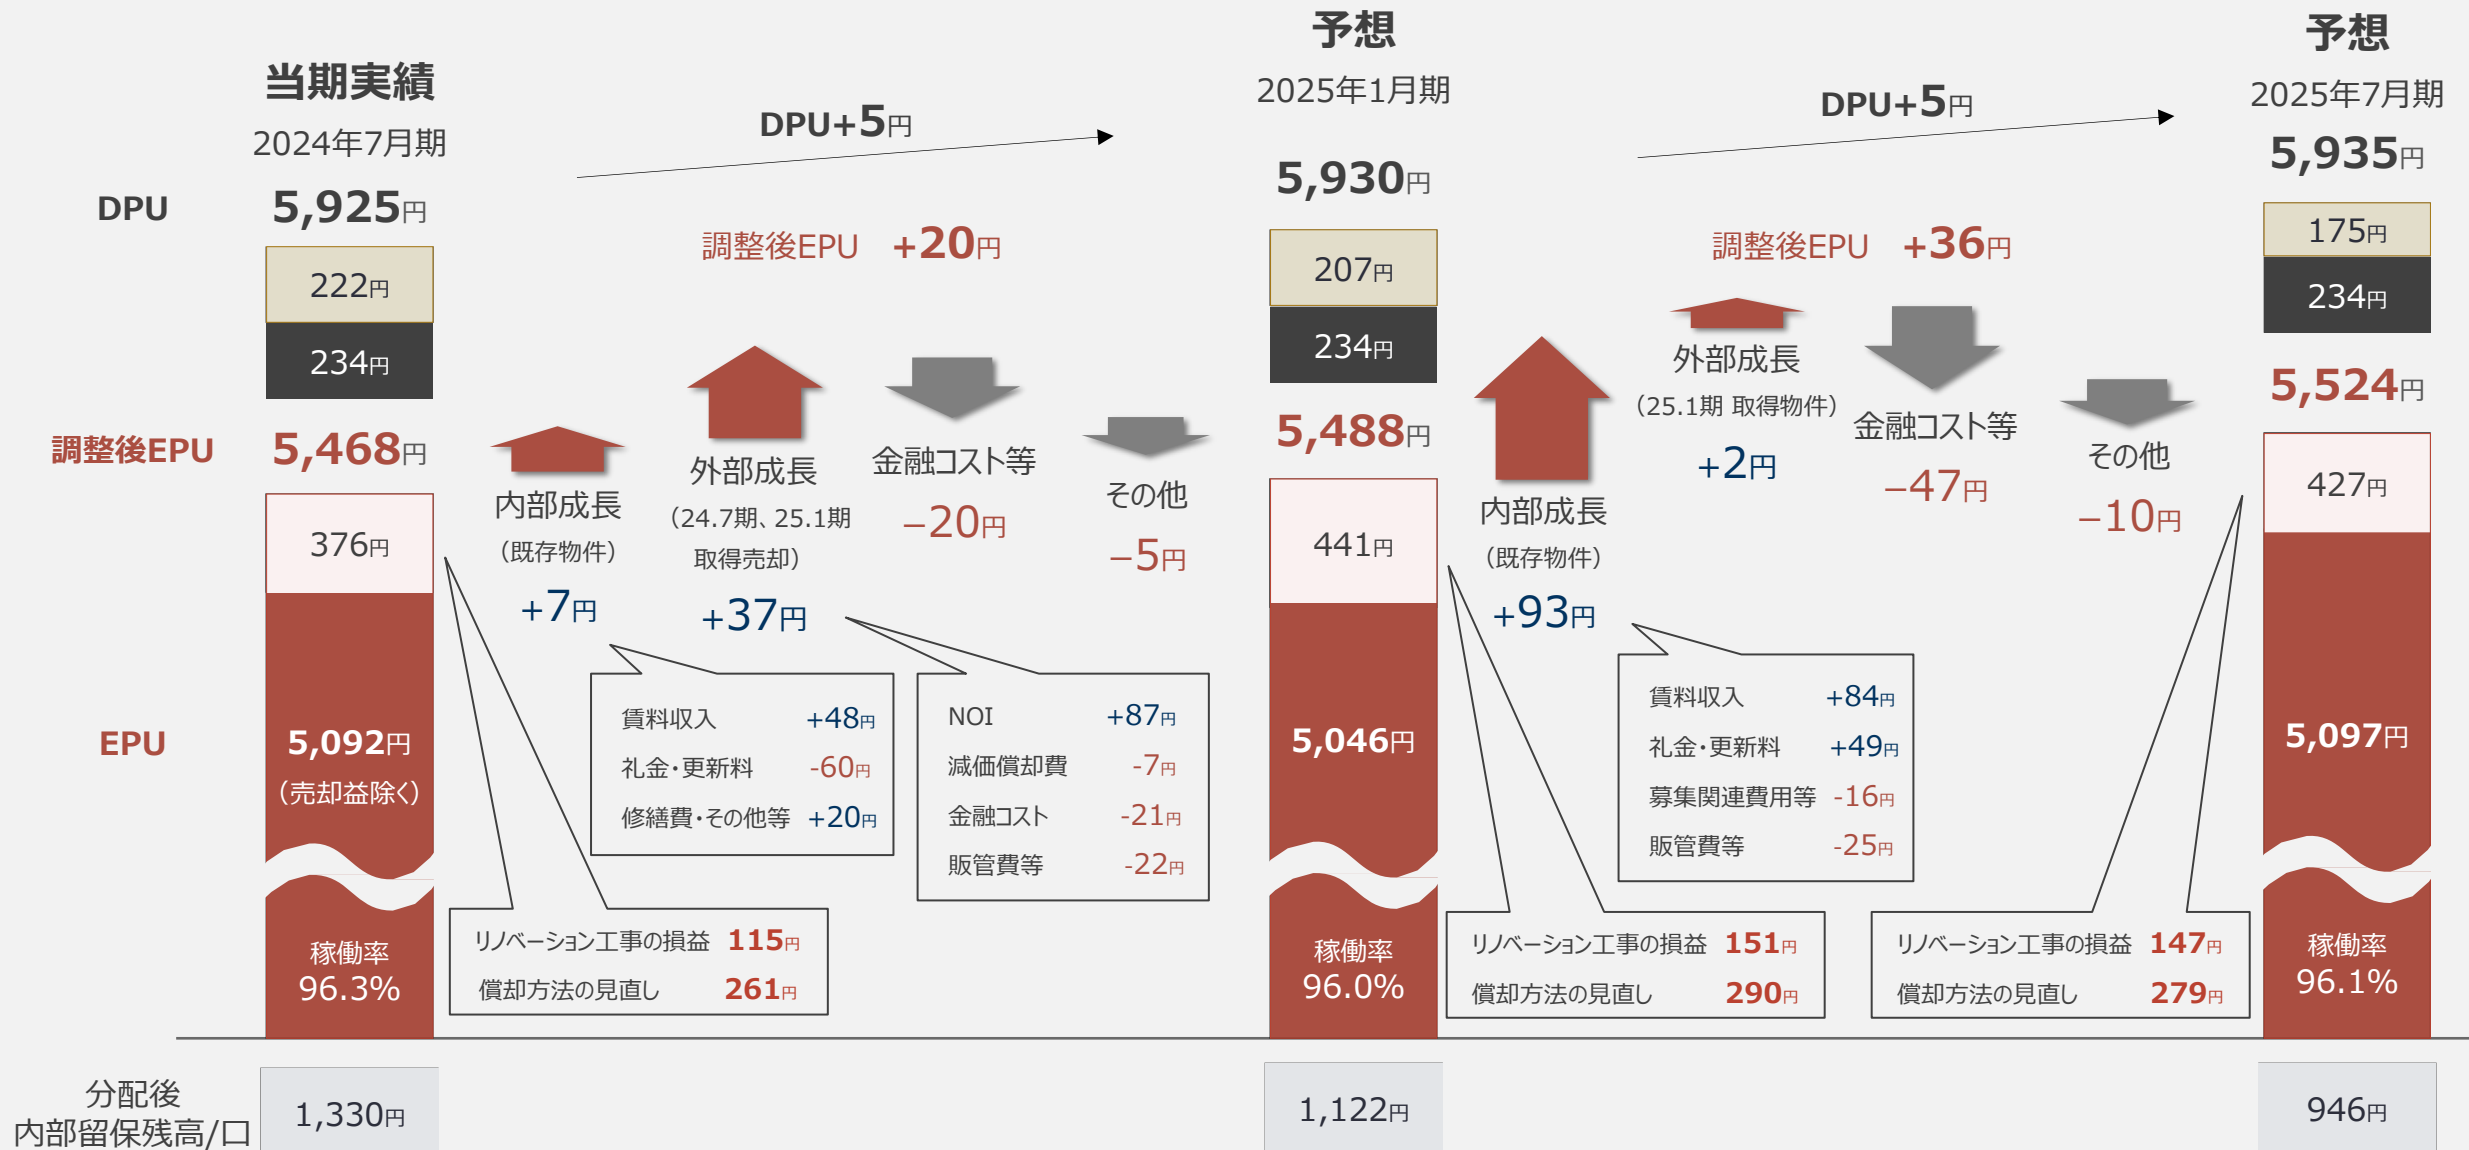 当期実績
2024年7月期
DPU
5,925円
222円
234円
調整後EPU
5,468円
376円
EPU
5,092円
（売却益除く）
稼働率
96.3%
分配後
内部留保残高/口
1,330円
DPU+5円
調整後EPU +20円
内部成長
（既存物件）
+7円
外部成長
（24.7期、25.1期
取得売却）
+37円
金融コスト等
−20円
その他
−5円
賃料収入 +48円
礼金・更新料 -60円
修繕費・その他等 +20円
NOI +87円
減価償却費 -7円
金融コスト -21円
販管費等 -22円
リノベーション工事の損益 115円
償却方法の見直し 261円
予想
2025年1月期
5,930円
207円
234円
5,488円
441円
5,046円
稼働率
96.0%
1,122円
DPU+5円
調整後EPU +36円
内部成長
（既存物件）
+93円
外部成長
（25.1期 取得物件）
+2円
金融コスト等
−47円
その他
−10円
賃料収入 +84円
礼金・更新料 +49円
募集関連費用等 -16円
販管費等 -25円
リノベーション工事の損益 151円
償却方法の見直し 290円
リノベーション工事の損益 147円
償却方法の見直し 279円
予想
2025年7月期
5,935円
175円
234円
5,524円
427円
5,097円
稼働率
96.1%
946円